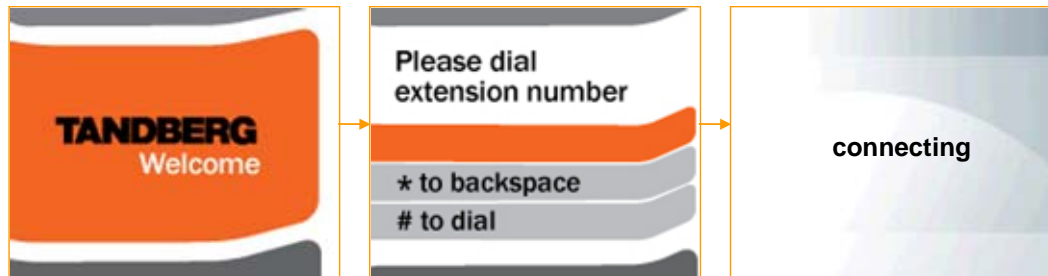 TANDBERG
Welcome
Please dial
extension number
* to backspace
# to dial
connecting